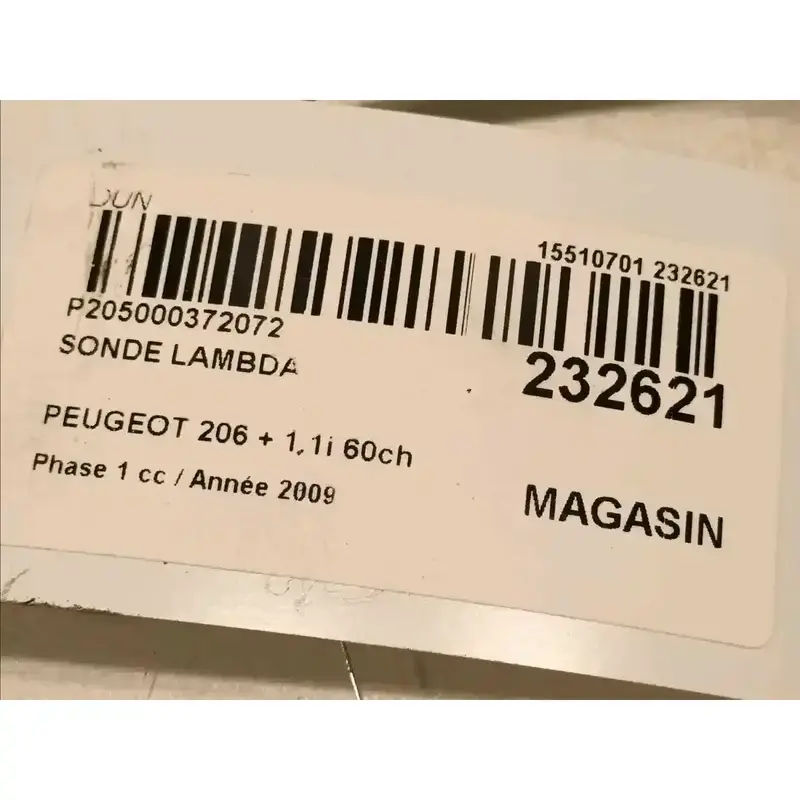 DUN
15510701 232621
P205000372072
SONDE LAMBDA
232621
PEUGEOT 206 + 1,1i 60ch
Phase 1 cc / Année 2009
MAGASIN